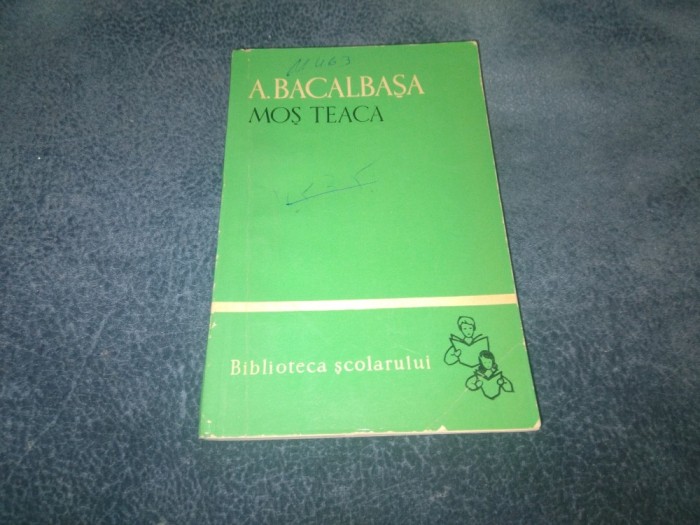 A. BACALBAŞA
MOŞ TEACA
Biblioteca şcolarului